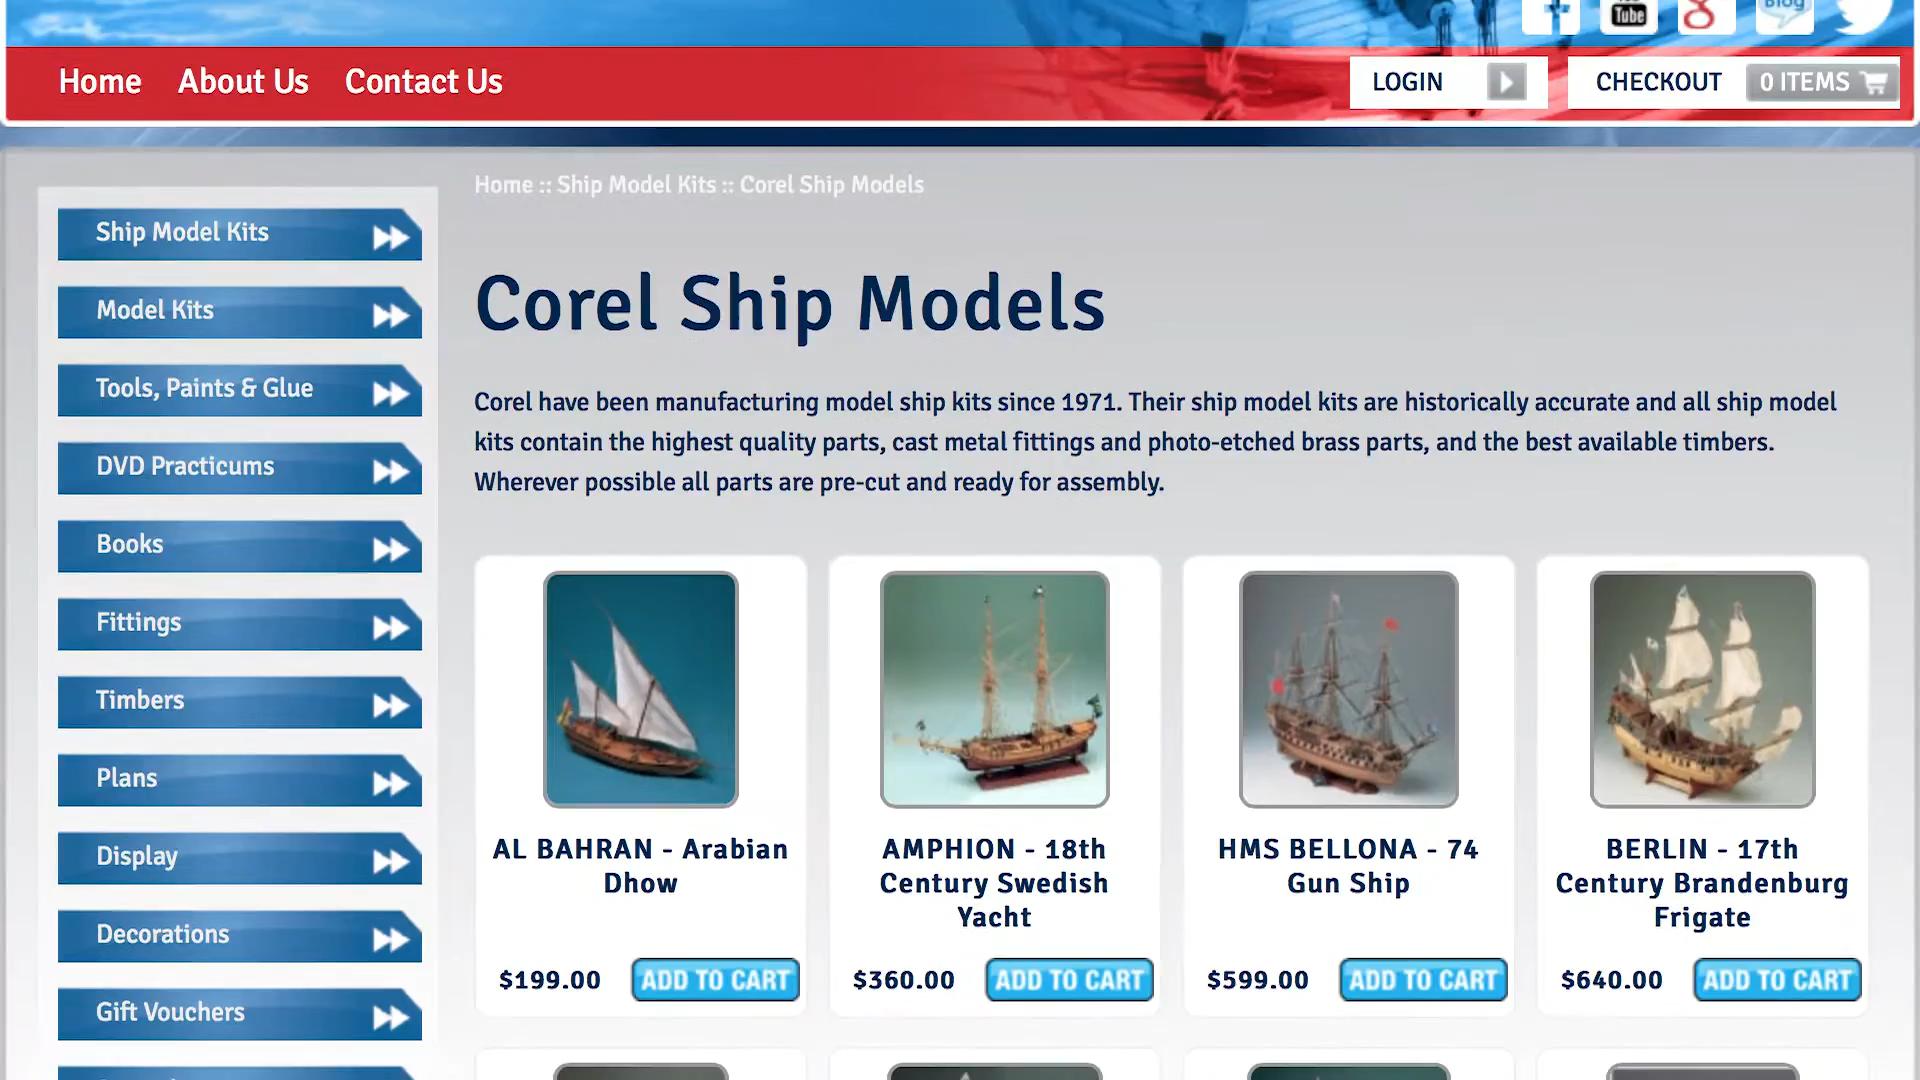 You
Tube
8
Blog
Home About Us Contact Us
LOGIN
CHECKOUT 0 ITEMS
Home :: Ship Model Kits :: Corel Ship Models
Ship Model Kits
Model Kits
Tools, Paints & Glue
DVD Practicums
Books
Fittings
Timbers
Plans
Display
Decorations
Gift Vouchers
Corel Ship Models
Corel have been manufacturing model ship kits since 1971. Their ship model kits are historically accurate and all ship model
kits contain the highest quality parts, cast metal fittings and photo-etched brass parts, and the best available timbers.
Wherever possible all parts are pre-cut and ready for assembly.
AL BAHRAN - Arabian
Dhow
$199.00 ADD TO CART
AMPHION - 18th
Century Swedish
Yacht
$360.00 ADD TO CART
HMS BELLONA - 74
Gun Ship
$599.00 ADD TO CART
BERLIN - 17th
Century Brandenburg
Frigate
$640.00 ADD TO CART